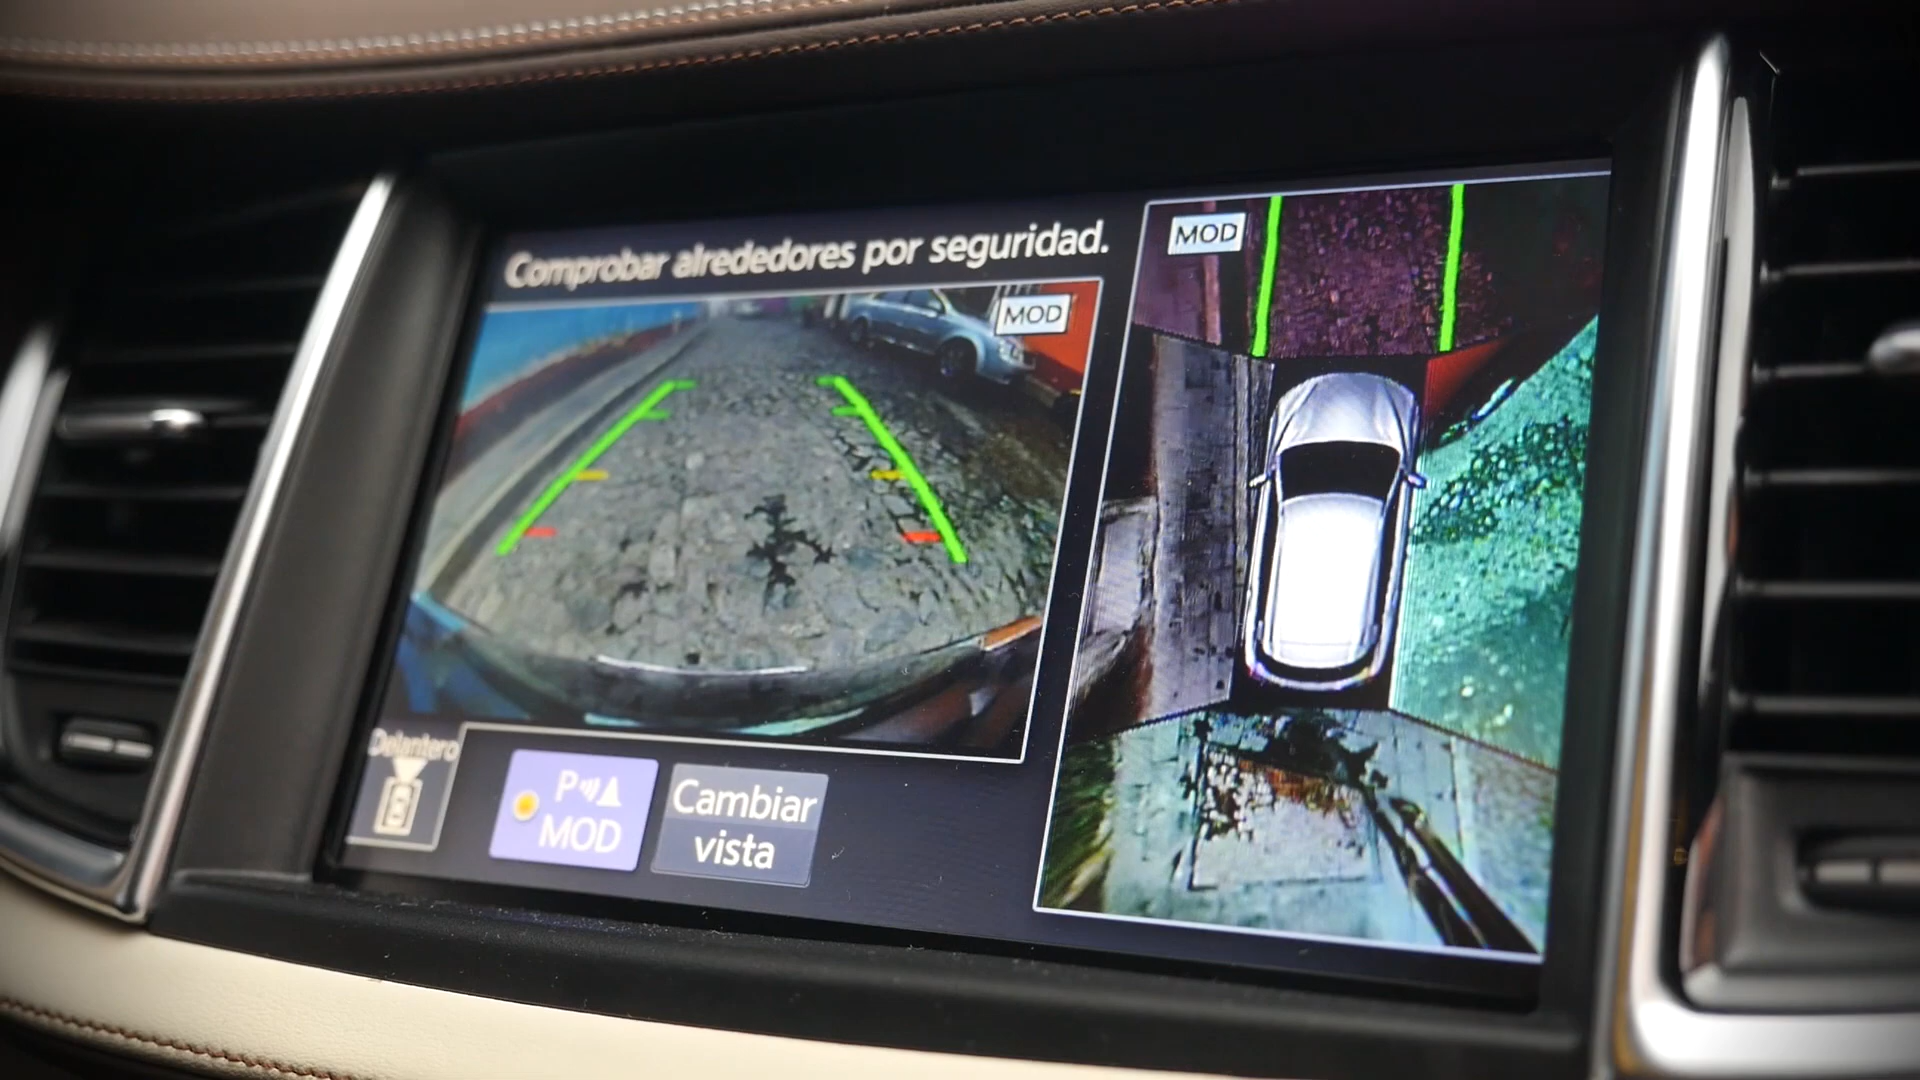 Comprobar alrededores por seguridad.
MOD
MOD
Delantero
P
MOD
Cambiar
vista